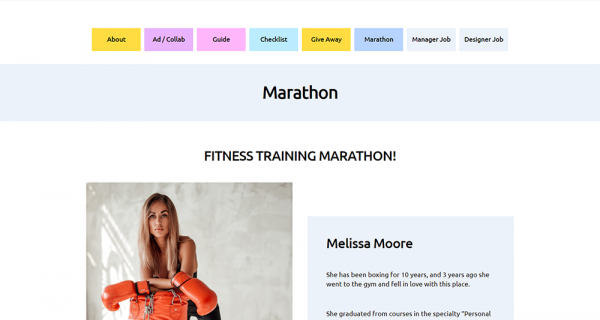 About
Ad / Collab
Guide
Checklist
Give Away
Marathon
Manager Job
Designer Job
Marathon
FITNESS TRAINING MARATHON!
Melissa Moore
She has been boxing for 10 years, and 3 years ago she
went to the gym and fell in love with this place.
She graduated from courses in the specialty "Personal